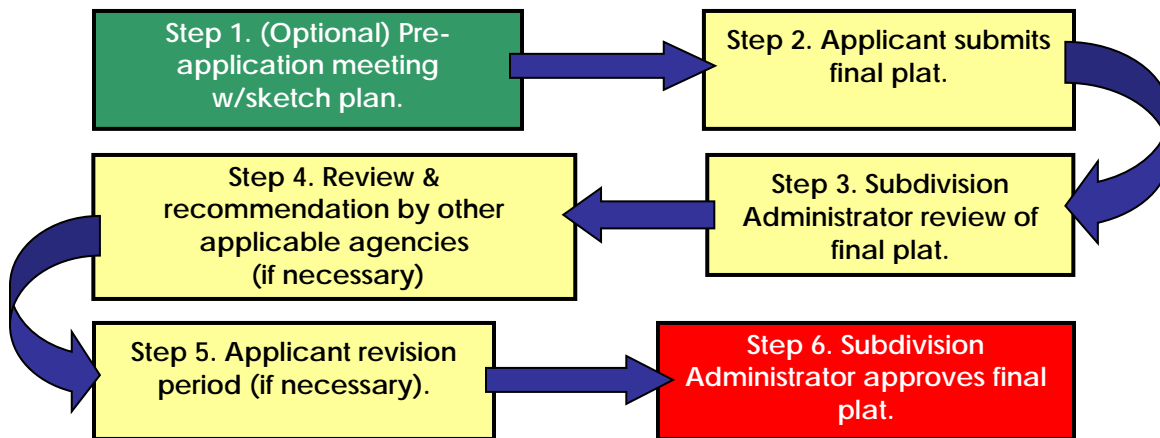 Step 1. (Optional) Pre-
application meeting
w/sketch plan.
Step 2. Applicant submits
final plat.
Step 3. Subdivision
Administrator review of
final plat.
Step 4. Review &
recommendation by other
applicable agencies
(if necessary)
Step 5. Applicant revision
period (if necessary).
Step 6. Subdivision
Administrator approves final
plat.